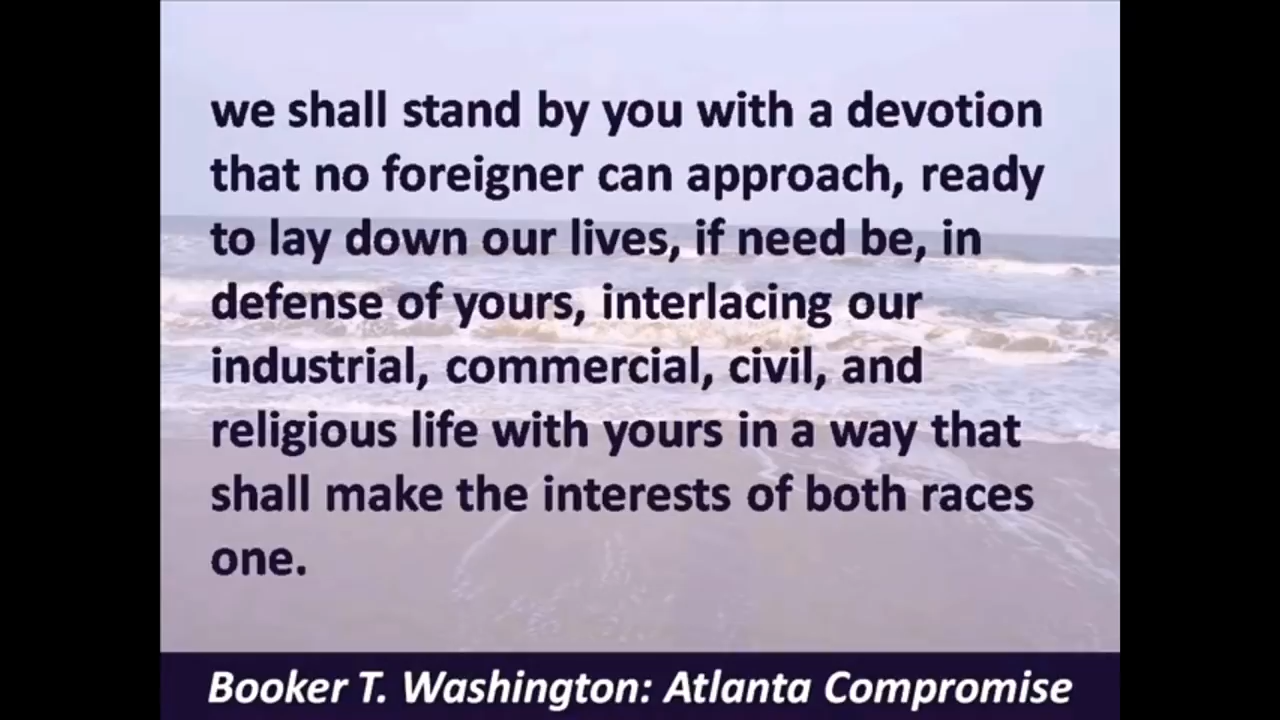 we shall stand by you with a devotion
that no foreigner can approach, ready
to lay down our lives, if need be, in
defense of yours, interlacing our
industrial, commercial, civil, and
religious life with yours in a way that
shall make the interests of both races
one.
Booker T. Washington: Atlanta Compromise